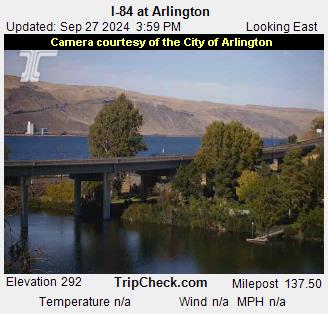 I-84 at Arlington
Updated: Sep 27 2024 3:59 PM Looking East
Camera courtesy of the City of Arlington
Elevation 292 TripCheck.com Milepost 137.50
Temperature n/a Wind n/a MPH n/a